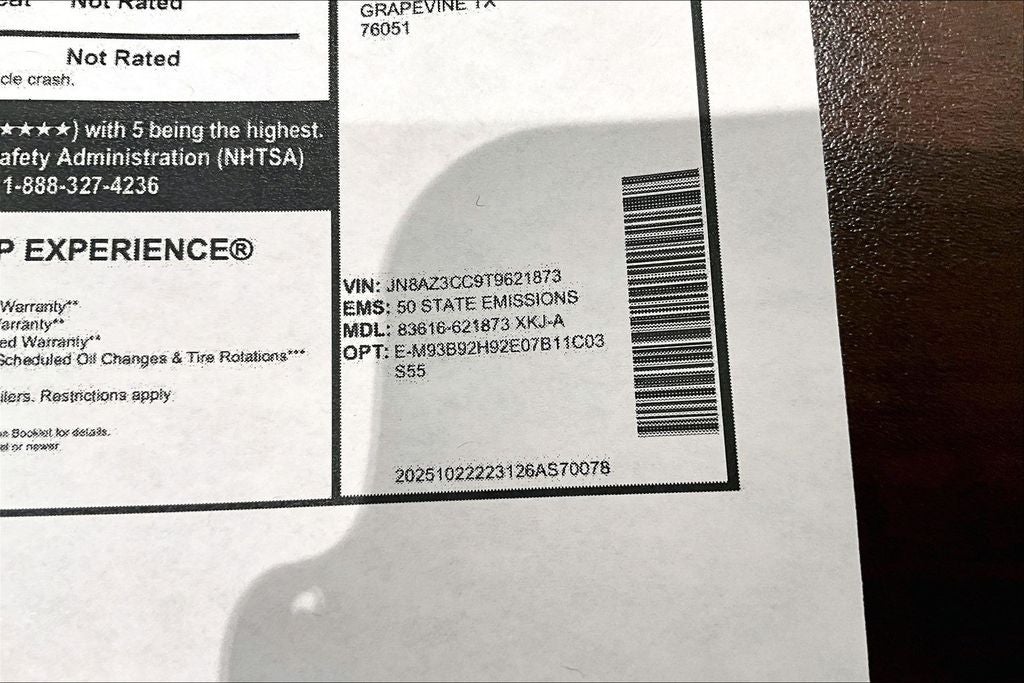 Not Rated
Not Rated
cle crash.
★★★★) with 5 being the highest.
afety Administration (NHTSA)
1-888-327-4236
P EXPERIENCE®
Warranty**
arranty**
ed Warranty**
Scheduled Oil Changes & Tire Rotations***
ilers. Restrictions apply
Booklet for details.
or newer
GRAPEVINE TX
76051
VIN: JN8AZ3CC9T9621873
EMS: 50 STATE EMISSIONS
MDL: 83616-621873 XKJ-A
OPT: E-M93B92H92E07B11C03
S55
20251022223126AS70078